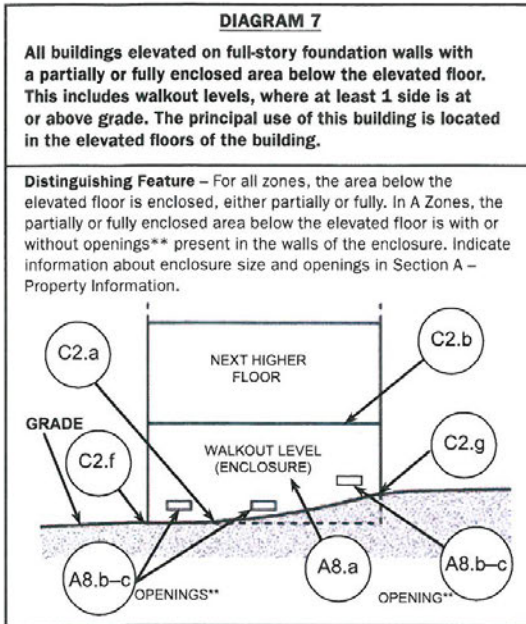 DIAGRAM 7
All buildings elevated on full-story foundation walls with
a partially or fully enclosed area below the elevated floor.
This includes walkout levels, where at least 1 side is at
or above grade. The principal use of this building is located
in the elevated floors of the building.
Distinguishing Feature – For all zones, the area below the
elevated floor is enclosed, either partially or fully. In A Zones, the
partially or fully enclosed area below the elevated floor is with or
without openings** present in the walls of the enclosure. Indicate
information about enclosure size and openings in Section A –
Property Information.
C2.a
NEXT HIGHER
FLOOR
C2.b
GRADE
C2.f
WALKOUT LEVEL
(ENCLOSURE)
C2.g
A8.b–c
OPENINGS**
A8.a
OPENING**
A8.b–c